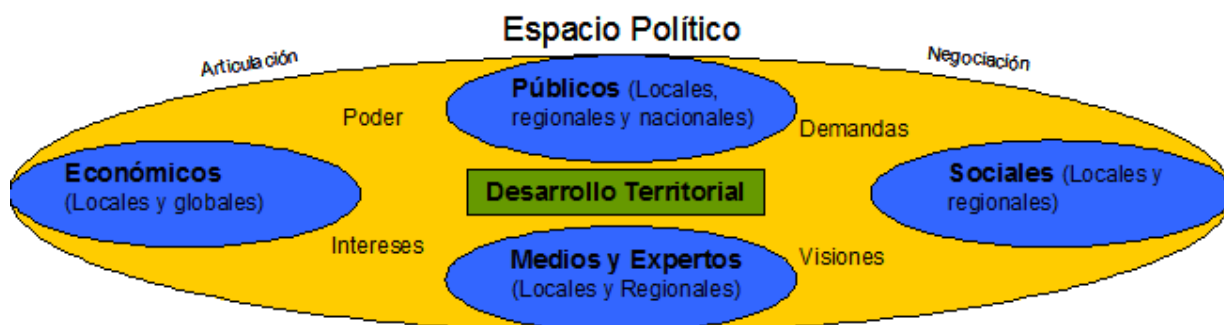 Espacio Político
Articulación
Negociación
Públicos (Locales,
regionales y nacionales)
Poder
Demandas
Económicos
(Locales y globales)
Desarrollo Territorial
Sociales (Locales y
regionales)
Intereses
Visiones
Medios y Expertos
(Locales y Regionales)